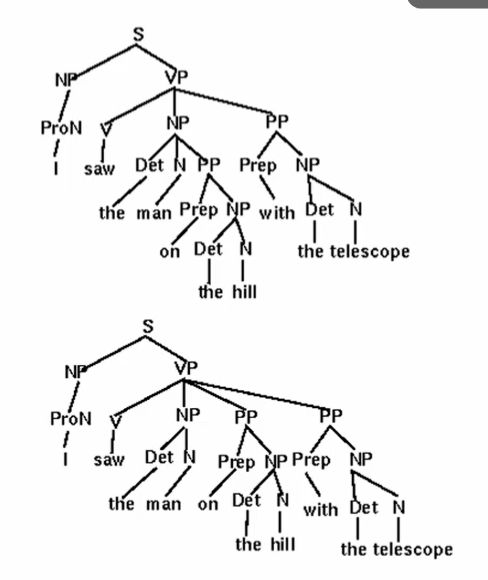 S
NP VP
ProN V NP PP
I saw Det N PP Prep NP
the man Prep NP with Det N
on Det N the telescope
the hill
S
NP VP
ProN V NP PP PP
I saw Det N Prep NP Prep NP
the man on Det N with Det N
the hill the telescope